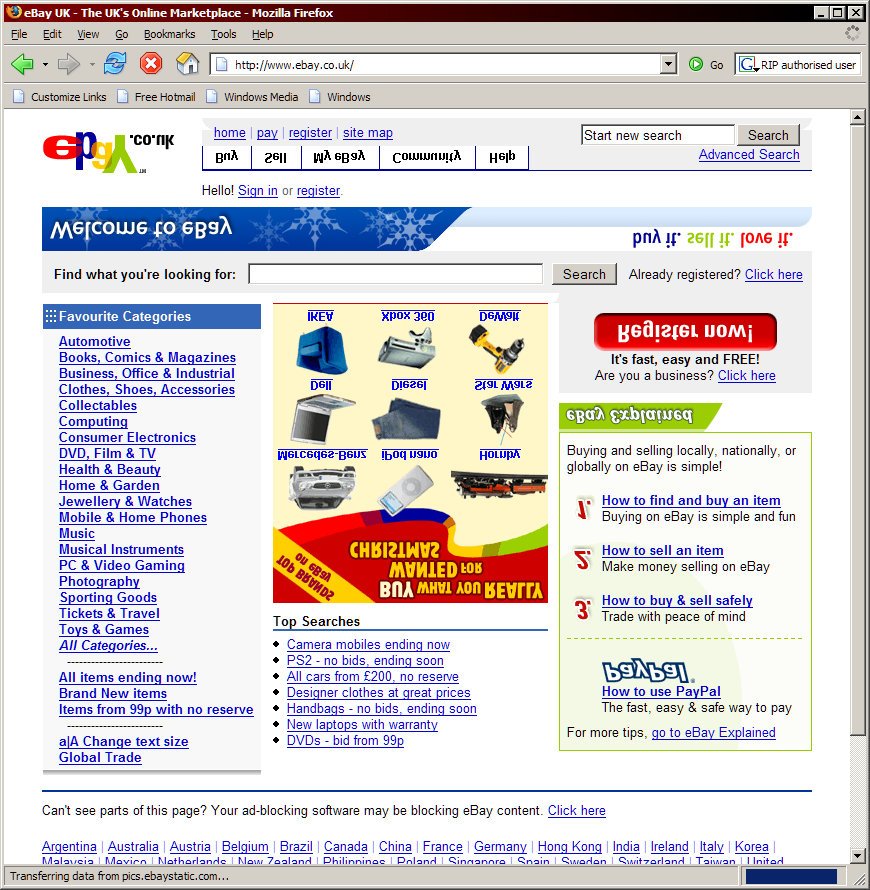 eBay UK - The UK's Online Marketplace - Mozilla Firefox
File Edit View Go Bookmarks Tools Help
http://www.ebay.co.uk/ Go RIP authorised user
Customize Links Free Hotmail Windows Media Windows
ebay.co.uk™
home | pay | register | site map
Start new search Search
Buy Sell My eBay Community Help
Advanced Search
Hello! Sign in or register.
Welcome to eBay
buy it. sell it. love it.
Find what you're looking for: Search Already registered? Click here
Favourite Categories
Automotive
Books, Comics & Magazines
Business, Office & Industrial
Clothes, Shoes, Accessories
Collectables
Computing
Consumer Electronics
DVD, Film & TV
Health & Beauty
Home & Garden
Jewellery & Watches
Mobile & Home Phones
Music
Musical Instruments
PC & Video Gaming
Photography
Sporting Goods
Tickets & Travel
Toys & Games
All Categories...
------------------------
All items ending now!
Brand New items
Items from 99p with no reserve
------------------------
a|A Change text size
Global Trade
IKEA Xbox 360 DeWalt
Dell Diesel Star Wars
Mercedes-Benz iPod nano Hornby
TOP BRANDS
on eBay
BUY WHAT YOU REALLY
WANTED FOR
CHRISTMAS
Top Searches
Camera mobiles ending now
PS2 - no bids, ending soon
All cars from £200, no reserve
Designer clothes at great prices
Handbags - no bids, ending soon
New laptops with warranty
DVDs - bid from 99p
Register now!
It's fast, easy and FREE!
Are you a business? Click here
eBay Explained
Buying and selling locally, nationally, or
globally on eBay is simple!
1. How to find and buy an item
Buying on eBay is simple and fun
2. How to sell an item
Make money selling on eBay
3. How to buy & sell safely
Trade with peace of mind
PayPal®
How to use PayPal
The fast, easy & safe way to pay
For more tips, go to eBay Explained
Can't see parts of this page? Your ad-blocking software may be blocking eBay content. Click here
Argentina | Australia | Austria | Belgium | Brazil | Canada | China | France | Germany | Hong Kong | India | Ireland | Italy | Korea |
Malaysia | Mexico | Netherlands | New Zealand | Philippines | Poland | Singapore | Spain | Sweden | Switzerland | Taiwan | United
Transferring data from pics.ebaystatic.com...